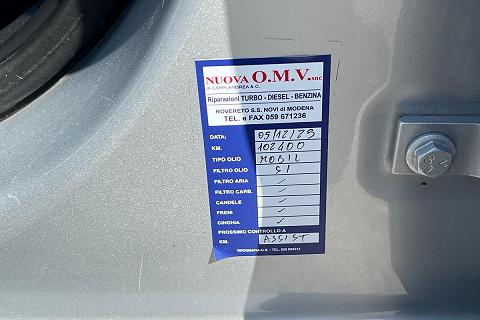 NUOVA O.M.V. snc
di CAPPI ANDREA & C.
Riparazioni TURBO - DIESEL - BENZINA
ROVERETO S.S. NOVI di MODENA
TEL. e FAX 059 671236
DATA: 05/12/23
KM. 102400
TIPO OLIO MOBIL
FILTRO OLIO SI
FILTRO ARIA ✓
FILTRO CARB. ✓
CANDELE ✓
FRENI ✓
CINGHIA ✓
PROSSIMO CONTROLLO A
KM. ASSIST